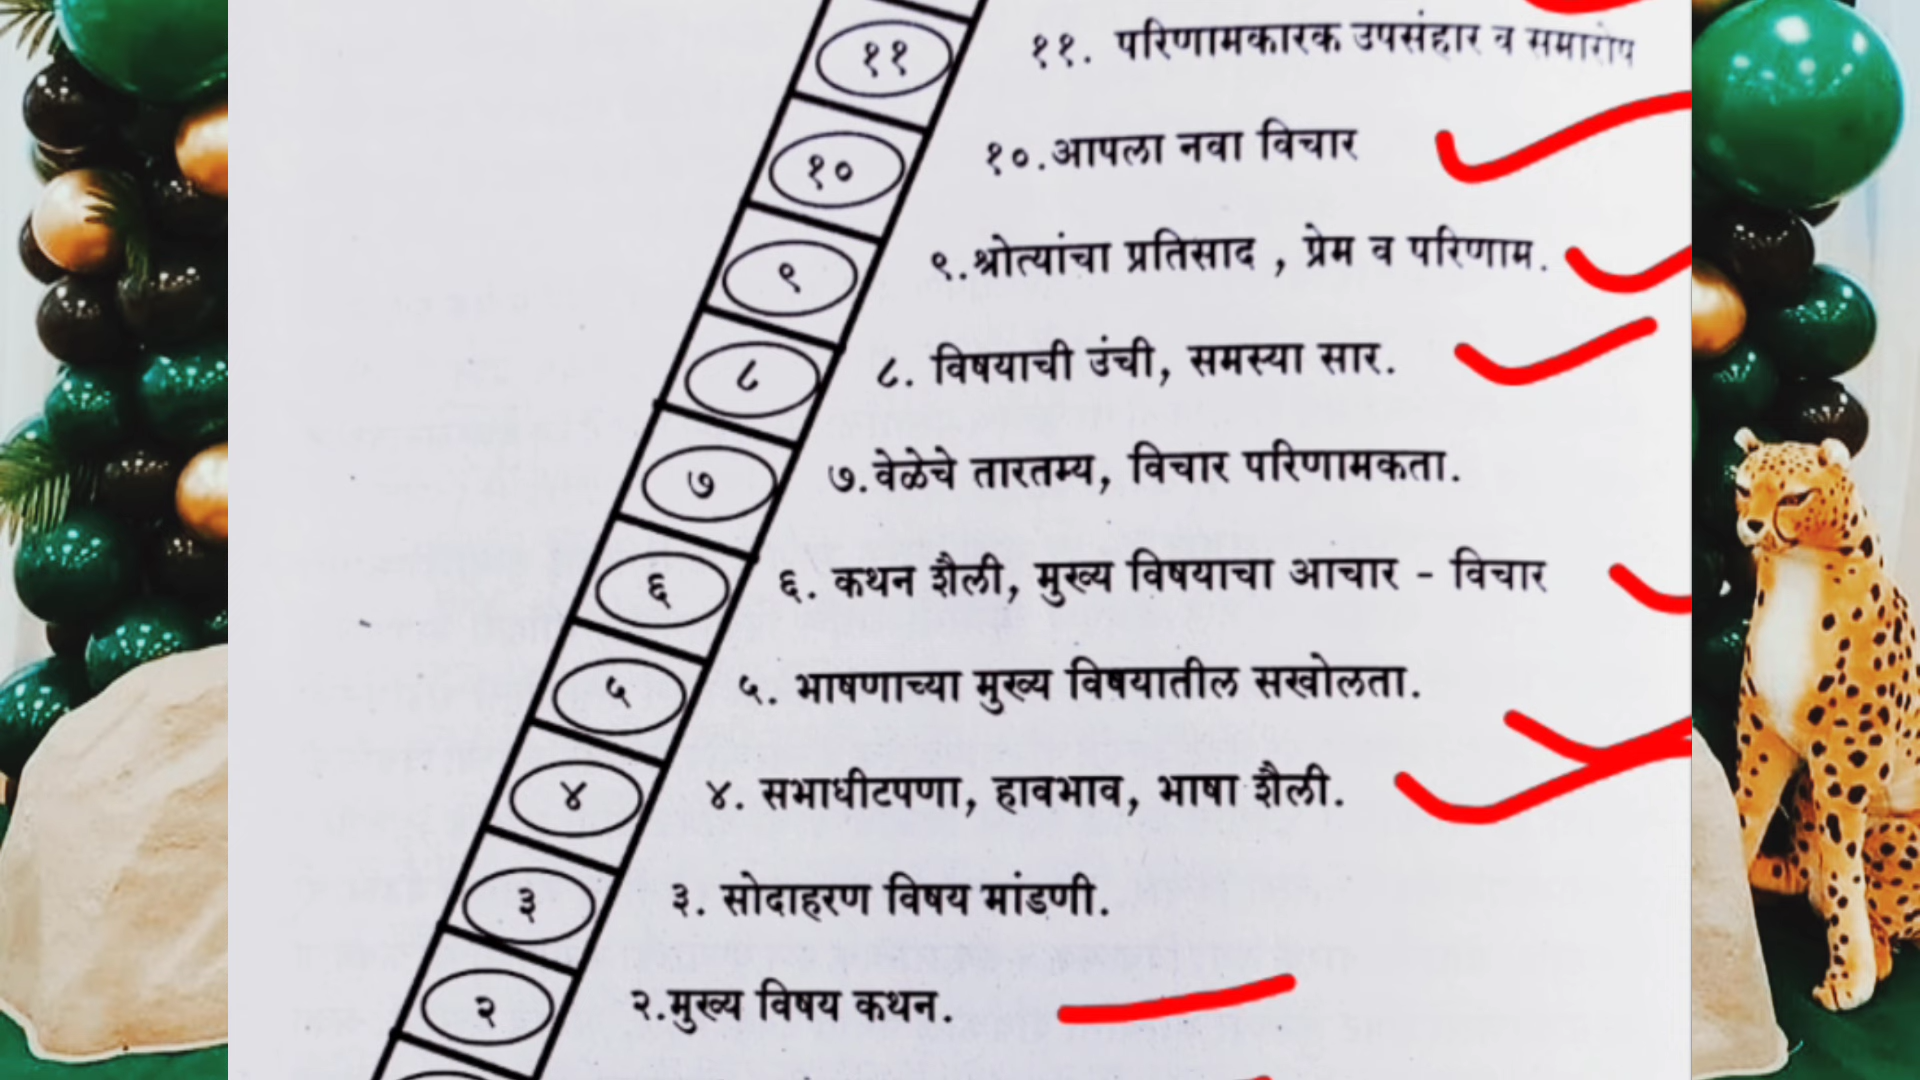 ११
११. परिणामकारक उपसंहार व समारोप
१०
१०.आपला नवा विचार
९
९.श्रोत्यांचा प्रतिसाद , प्रेम व परिणाम.
८
८. विषयाची उंची, समस्या सार.
७
७.वेळेचे तारतम्य, विचार परिणामकता.
६
६. कथन शैली, मुख्य विषयाचा आचार - विचार
५
५. भाषणाच्या मुख्य विषयातील सखोलता.
४
४. सभाधीटपणा, हावभाव, भाषा शैली.
३
३. सोदाहरण विषय मांडणी.
२
२.मुख्य विषय कथन.